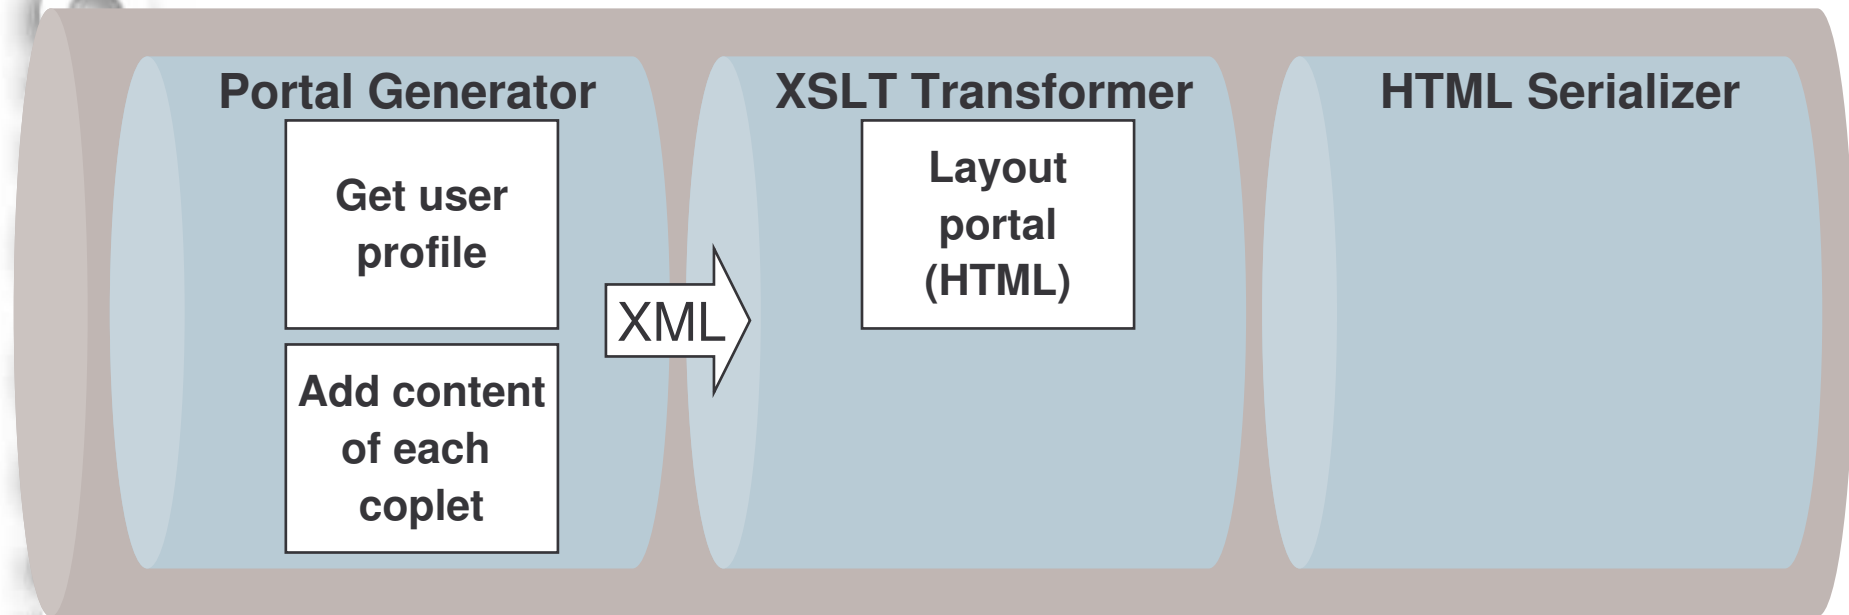 Portal Generator
Get user
profile
Add content
of each
coplet
XML
XSLT Transformer
Layout
portal
(HTML)
HTML Serializer